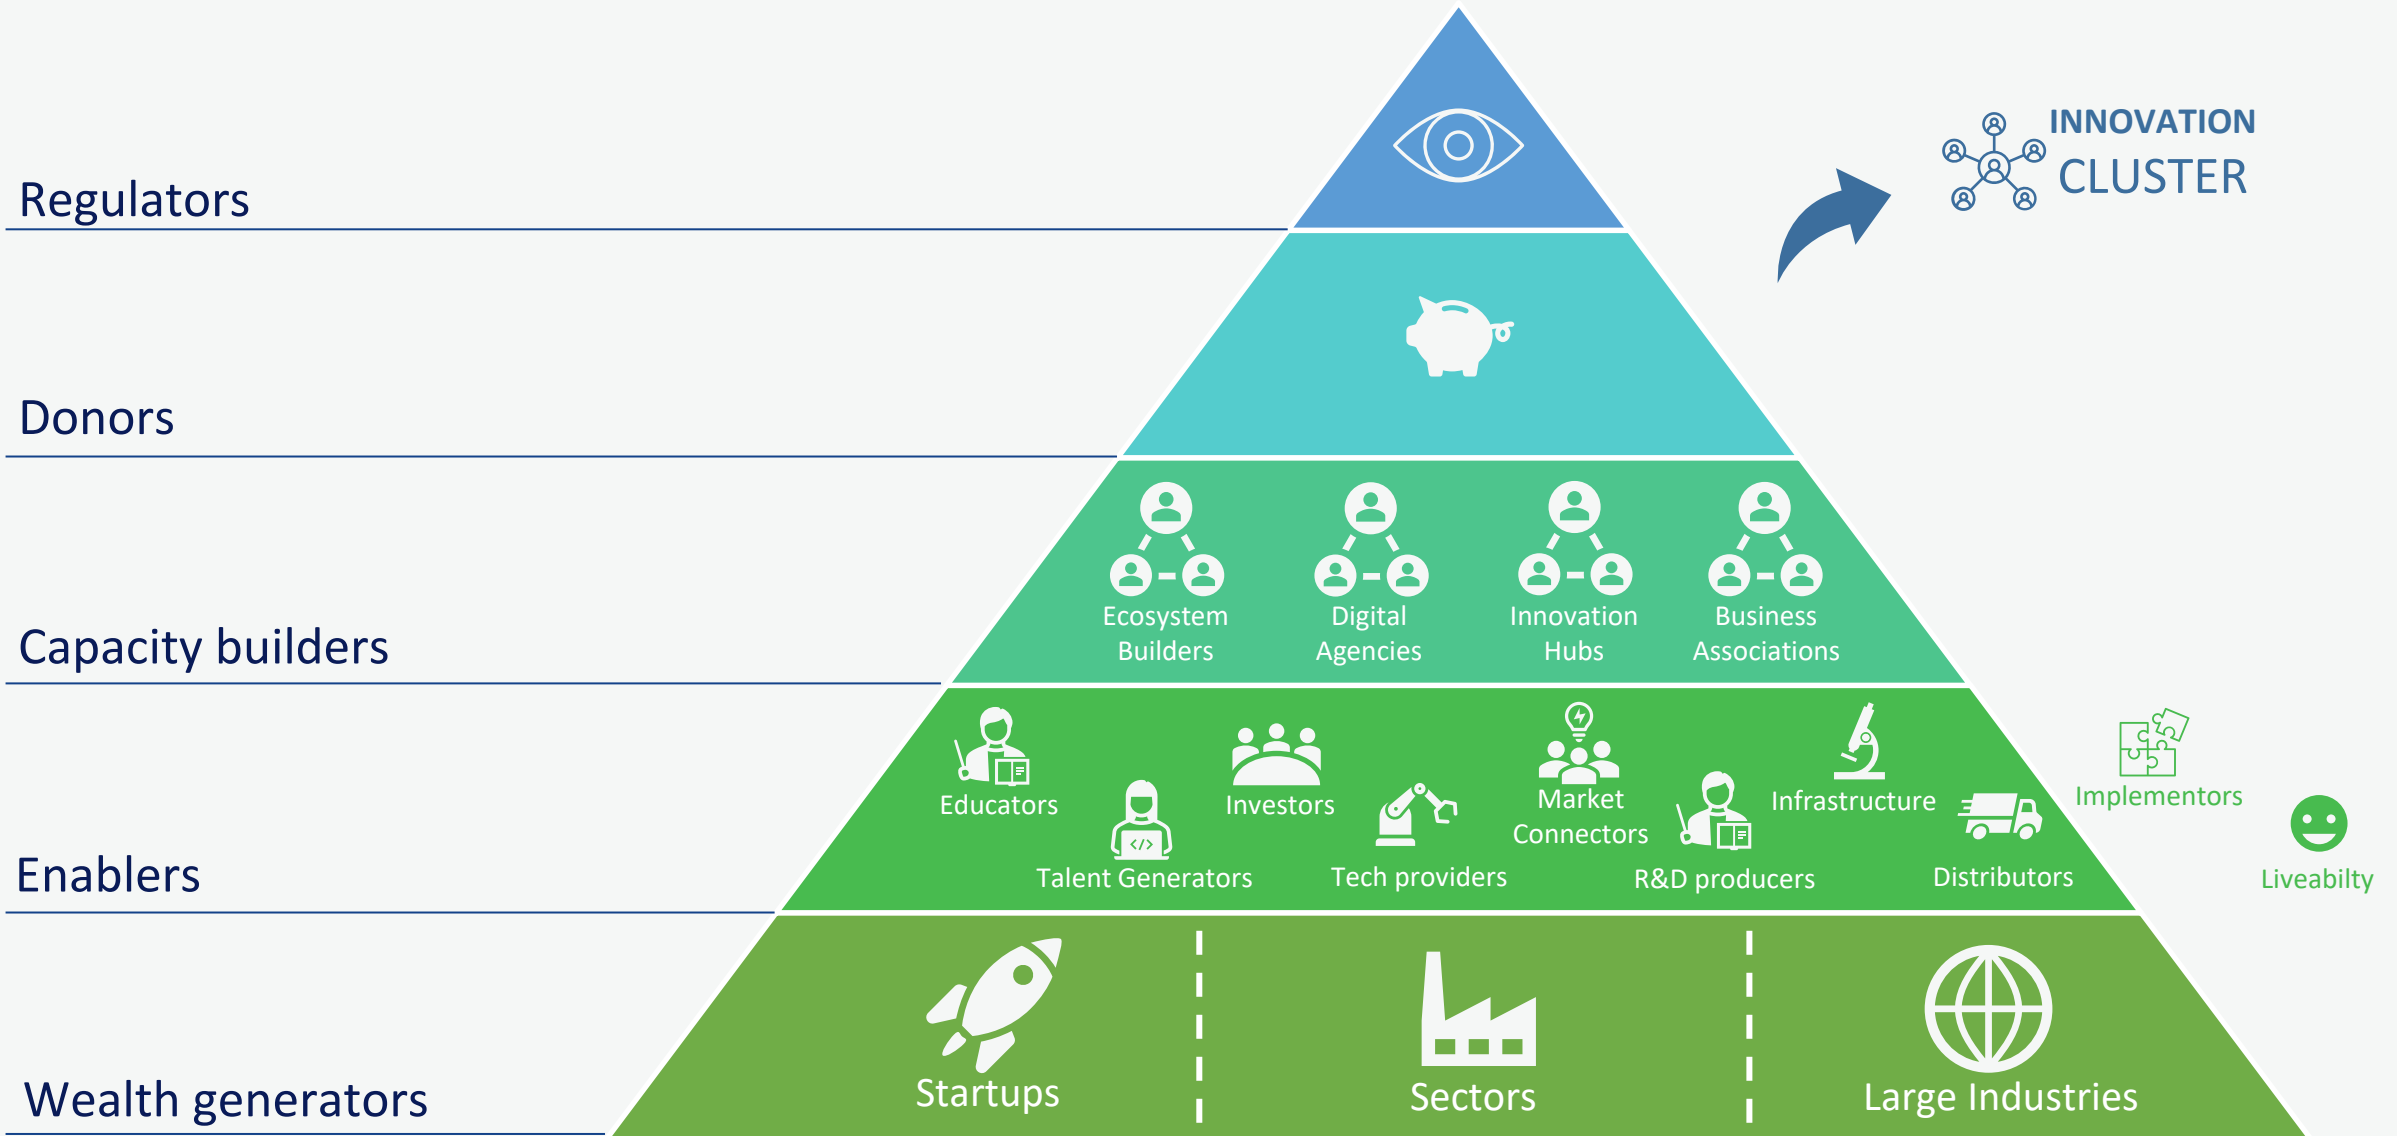 INNOVATION
CLUSTER
Regulators
Donors
Ecosystem
Builders
Digital
Agencies
Innovation
Hubs
Business
Associations
Capacity builders
Educators
Talent Generators
Investors
Tech providers
Market
Connectors
R&D producers
Infrastructure
Distributors
Implementors
Liveabilty
Enablers
Startups
Sectors
Large Industries
Wealth generators